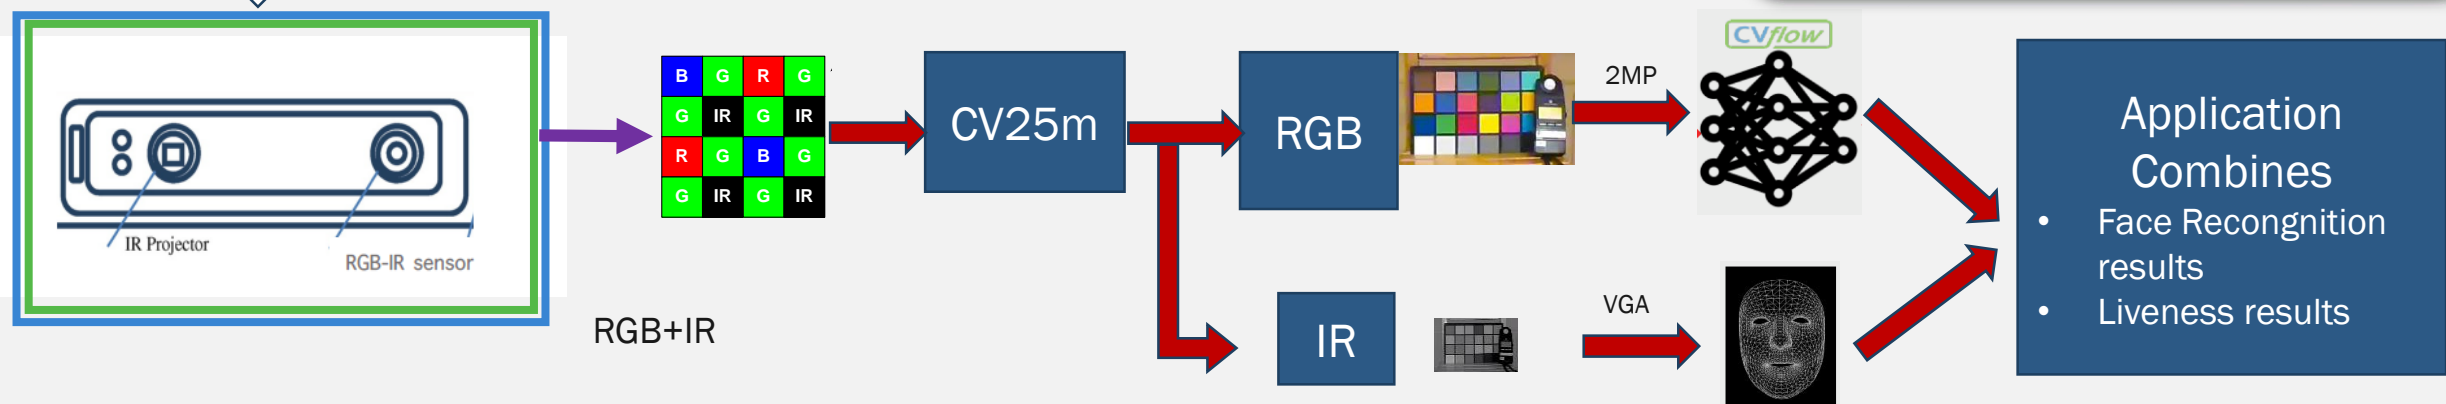 IR Projector
RGB-IR sensor
RGB+IR
B G R G
G IR G IR
R G B G
G IR G IR
CV25m
RGB
2MP
CVflow
IR
VGA
Application
Combines
• Face Recongnition
results
• Liveness results